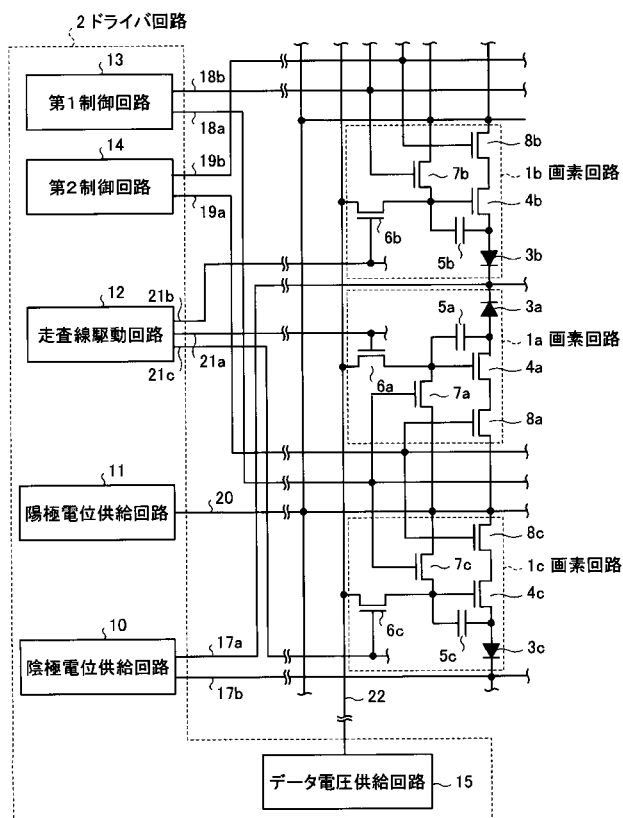 2 ドライバ回路
13
第1制御回路
18b
18a
14
第2制御回路
19b
19a
12
走査線駆動回路
21b
21a
21c
11
陽極電位供給回路
20
10
陰極電位供給回路
17a
17b
22
データ電圧供給回路
15
8b
7b
1b 画素回路
4b
6b
5b
3b
5a
3a
1a 画素回路
4a
6a
7a
8a
8c
7c
1c 画素回路
4c
6c
5c
3c